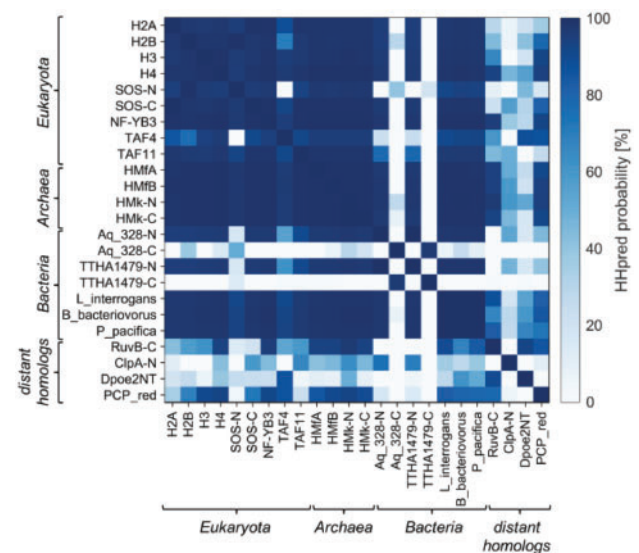 H2A
H2B
H3
H4
SOS-N
SOS-C
NF-YB3
TAF4
TAF11
HMfA
HMfB
HMk-N
HMk-C
Aq_328-N
Aq_328-C
TTHA1479-N
TTHA1479-C
L_interrogans
B_bacteriovorus
P_pacifica
RuvB-C
ClpA-N
Dpoe2NT
PCP_red
Eukaryota
Archaea
Bacteria
distant
homologs
H2A
H2B
H3
H4
SOS-N
SOS-C
NF-YB3
TAF4
TAF11
HMfA
HMfB
HMk-N
HMk-C
Aq_328-N
Aq_328-C
TTHA1479-N
TTHA1479-C
L_interrogans
B_bacteriovorus
P_pacifica
RuvB-C
ClpA-N
Dpoe2NT
PCP_red
Eukaryota
Archaea
Bacteria
distant
homologs
100
80
60
40
20
0
HHpred probability [%]